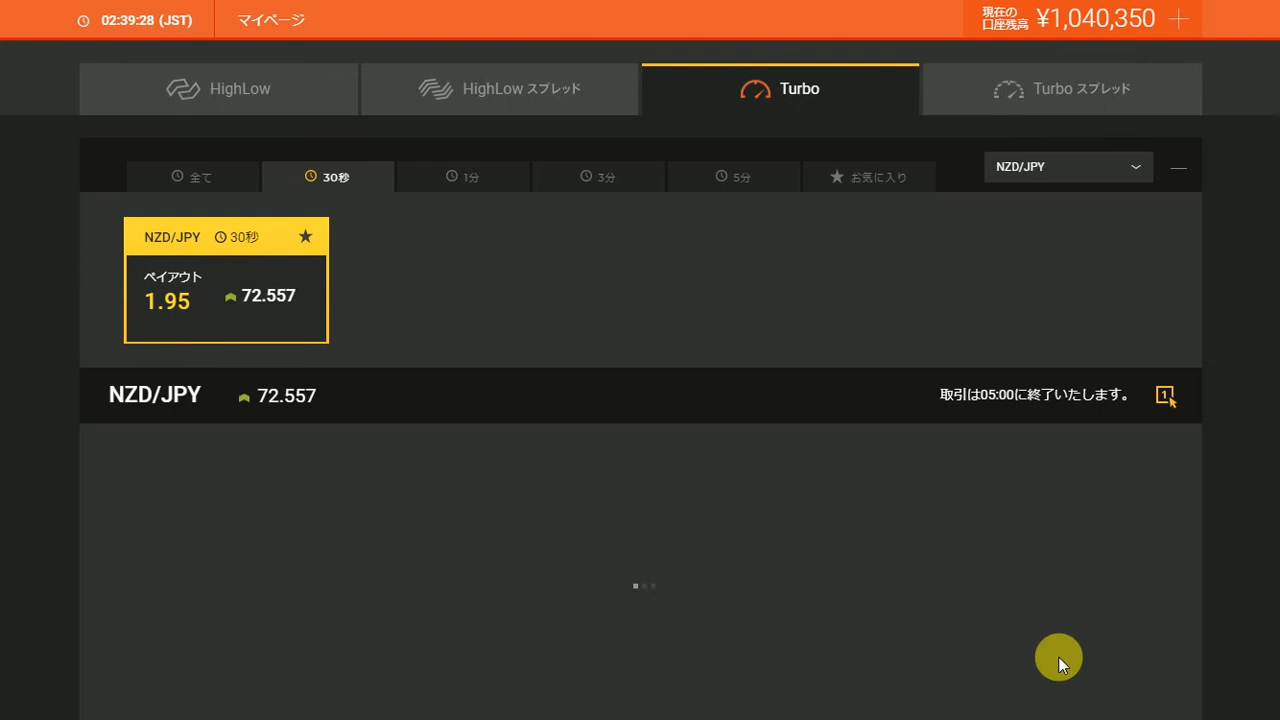 02:39:28 (JST)
マイページ
現在の
口座残高
¥1,040,350
HighLow
HighLow スプレッド
Turbo
Turbo スプレッド
全て
30秒
1分
3分
5分
お気に入り
NZD/JPY
NZD/JPY 30秒
ペイアウト
1.95
72.557
NZD/JPY
72.557
取引は05:00に終了いたします。
1